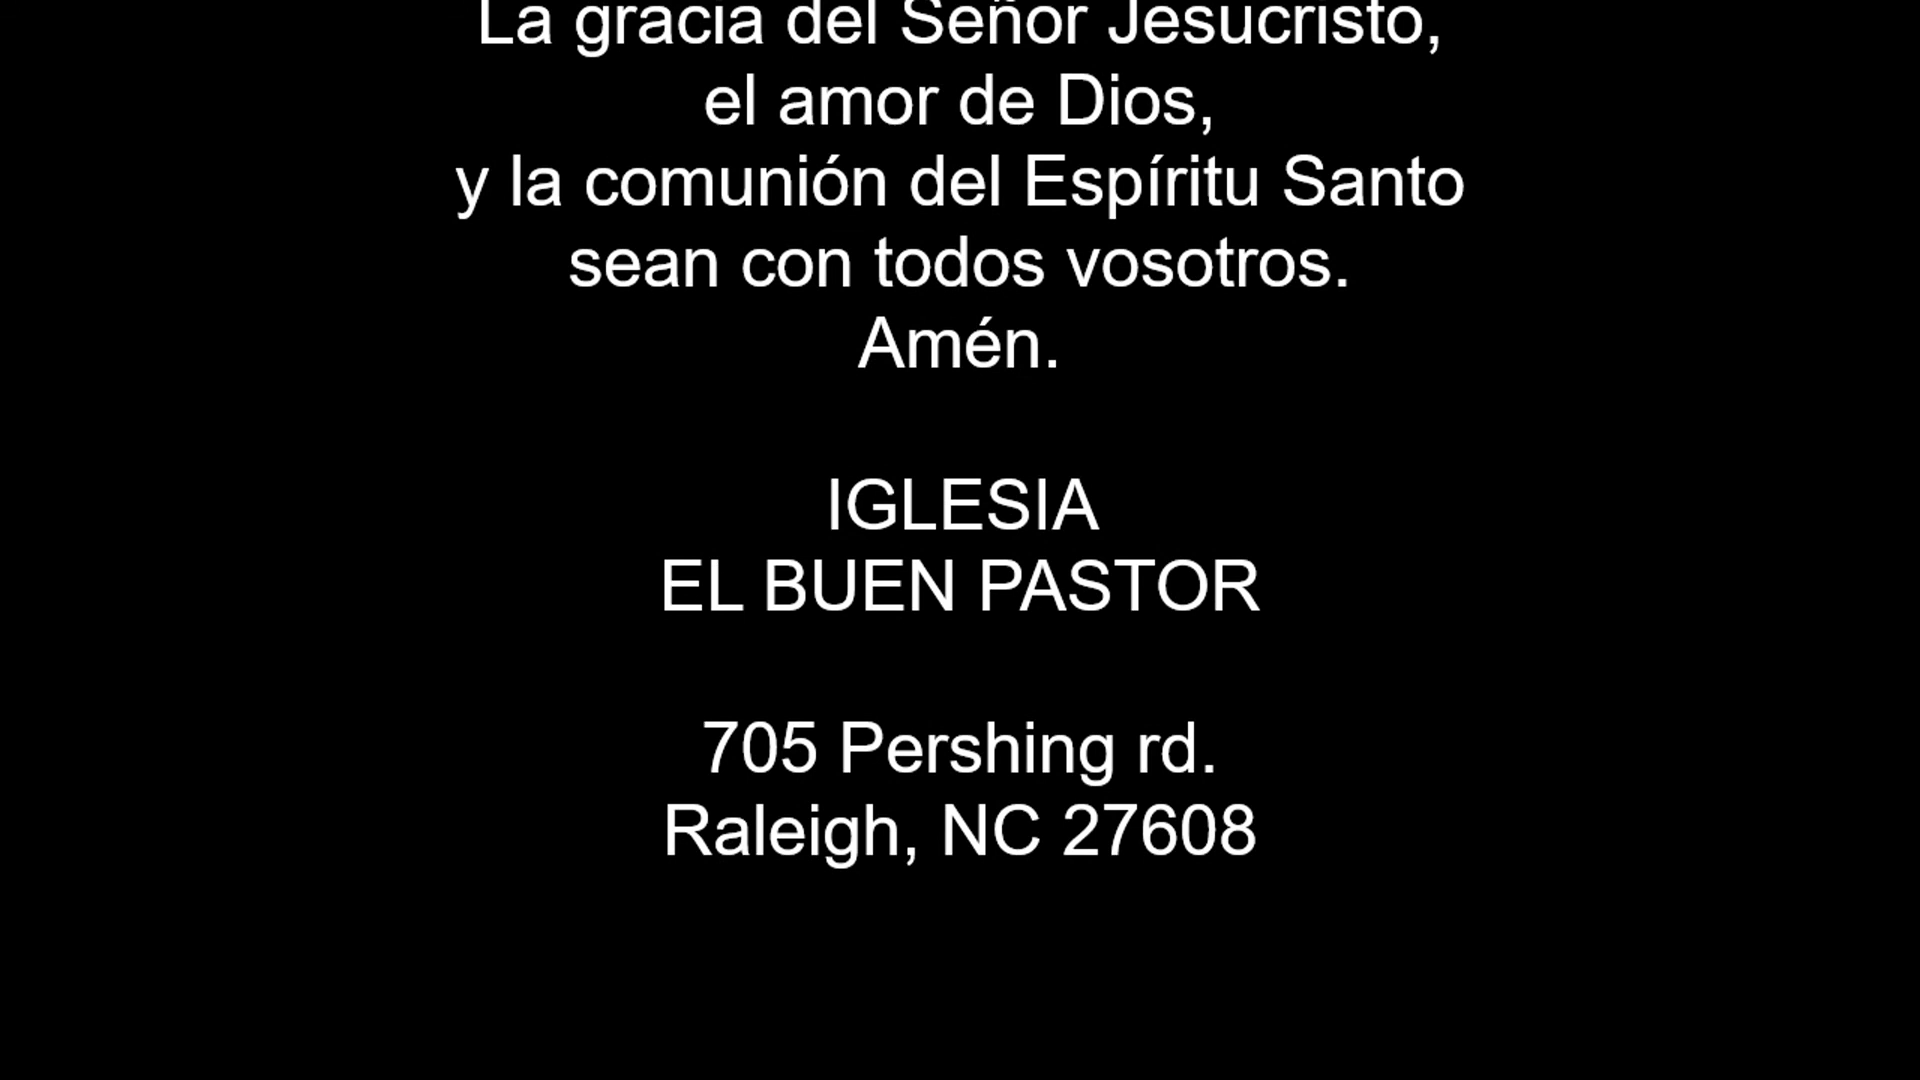 La gracia del Señor Jesucristo,
el amor de Dios,
y la comunión del Espíritu Santo
sean con todos vosotros.
Amén.
IGLESIA
EL BUEN PASTOR
705 Pershing rd.
Raleigh, NC 27608